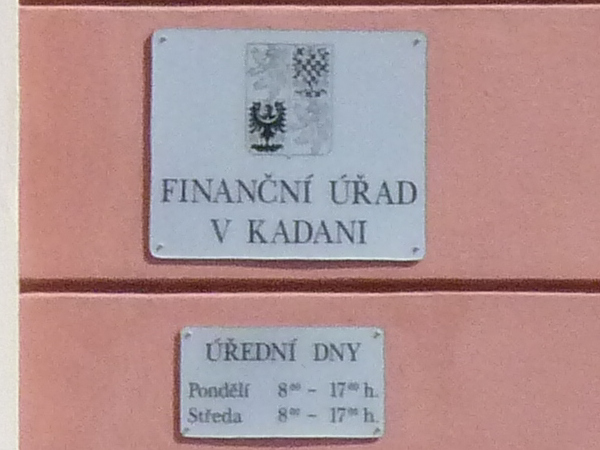 FINANČNÍ ÚŘAD
V KADANI
ÚŘEDNÍ DNY
Pondělí 8⁰⁰ - 17⁰⁰ h.
Středa 8⁰⁰ - 17⁰⁰ h.